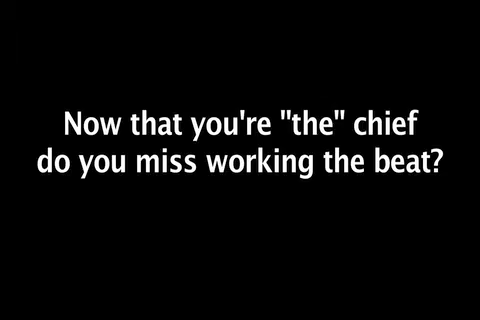 Now that you're "the" chief
do you miss working the beat?